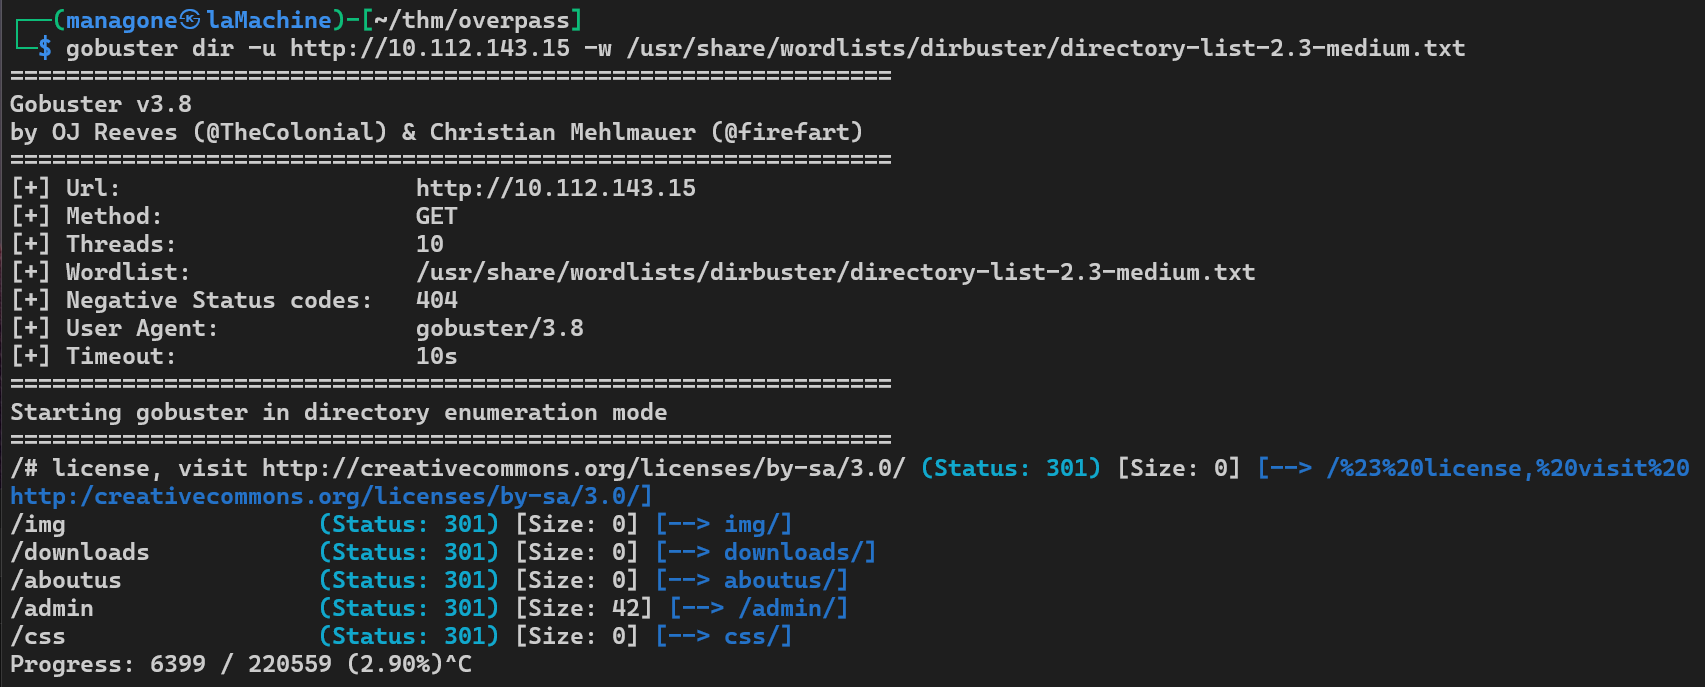 ┌──(managone㉿laMachine)-[~/thm/overpass]
└─$ gobuster dir -u http://10.112.143.15 -w /usr/share/wordlists/dirbuster/directory-list-2.3-medium.txt
===============================================================
Gobuster v3.8
by OJ Reeves (@TheColonial) & Christian Mehlmauer (@firefart)
===============================================================
[+] Url:                     http://10.112.143.15
[+] Method:                  GET
[+] Threads:                 10
[+] Wordlist:                /usr/share/wordlists/dirbuster/directory-list-2.3-medium.txt
[+] Negative Status codes:   404
[+] User Agent:              gobuster/3.8
[+] Timeout:                 10s
===============================================================
Starting gobuster in directory enumeration mode
===============================================================
/# license, visit http://creativecommons.org/licenses/by-sa/3.0/ (Status: 301) [Size: 0] [--> /%23%20license,%20visit%20
http:/creativecommons.org/licenses/by-sa/3.0/]
/img                  (Status: 301) [Size: 0] [--> img/]
/downloads            (Status: 301) [Size: 0] [--> downloads/]
/aboutus              (Status: 301) [Size: 0] [--> aboutus/]
/admin                (Status: 301) [Size: 42] [--> /admin/]
/css                  (Status: 301) [Size: 0] [--> css/]
Progress: 6399 / 220559 (2.90%)^C